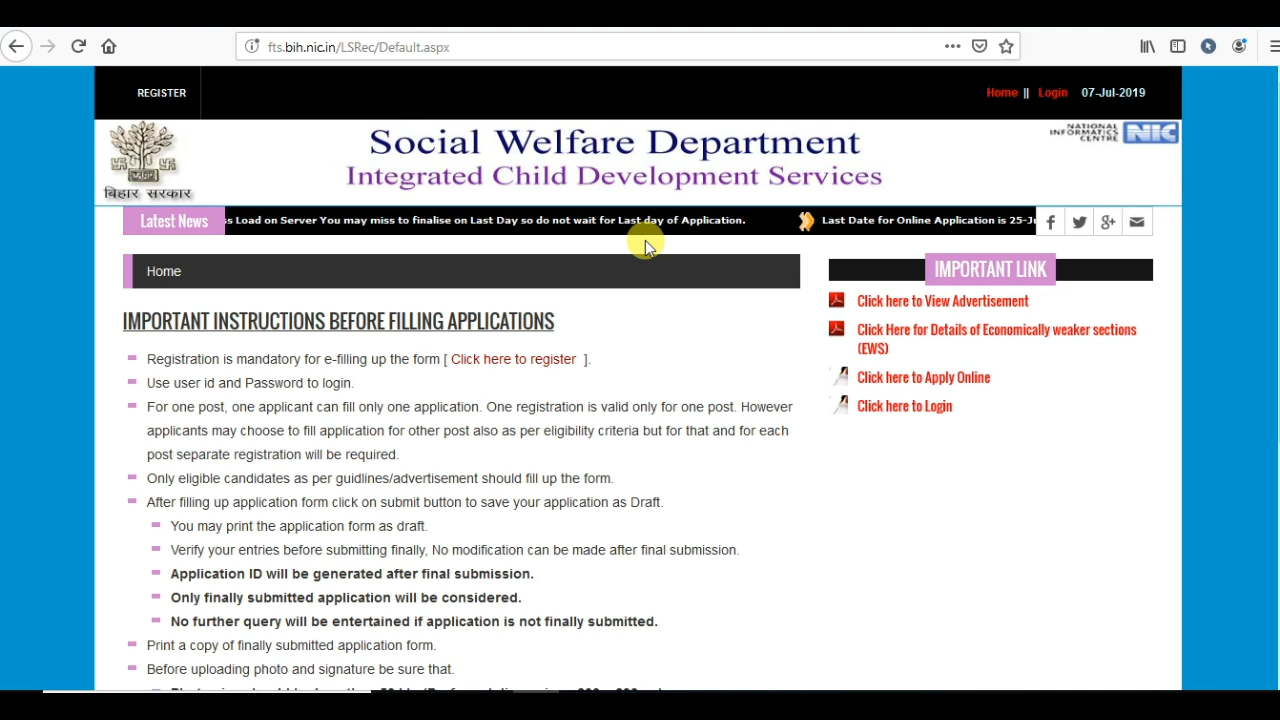 fts.bih.nic.in/LSRec/Default.aspx
REGISTER
Home || Login 07-Jul-2019
Social Welfare Department
Integrated Child Development Services
NATIONAL
INFORMATICS
CENTRE NIC
बिहार सरकार
Latest News
Load on Server You may miss to finalise on Last Day so do not wait for Last day of Application.
Last Date for Online Application is
Home
IMPORTANT LINK
Click here to View Advertisement
Click Here for Details of Economically weaker sections
(EWS)
Click here to Apply Online
Click here to Login
IMPORTANT INSTRUCTIONS BEFORE FILLING APPLICATIONS
Registration is mandatory for e-filling up the form [ Click here to register ].
Use user id and Password to login.
For one post, one applicant can fill only one application. One registration is valid only for one post. However
applicants may choose to fill application for other post also as per eligibility criteria but for that and for each
post separate registration will be required.
Only eligible candidates as per guidlines/advertisement should fill up the form.
After filling up application form click on submit button to save your application as Draft.
You may print the application form as draft.
Verify your entries before submitting finally, No modification can be made after final submission.
Application ID will be generated after final submission.
Only finally submitted application will be considered.
No further query will be entertained if application is not finally submitted.
Print a copy of finally submitted application form.
Before uploading photo and signature be sure that.